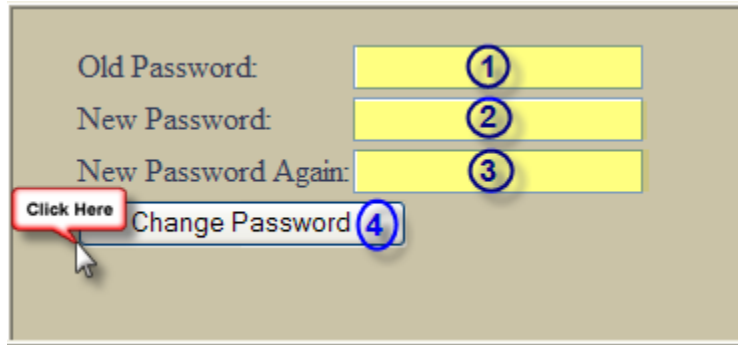 Old Password: 1
New Password: 2
New Password Again: 3
Click Here
Change Password 4